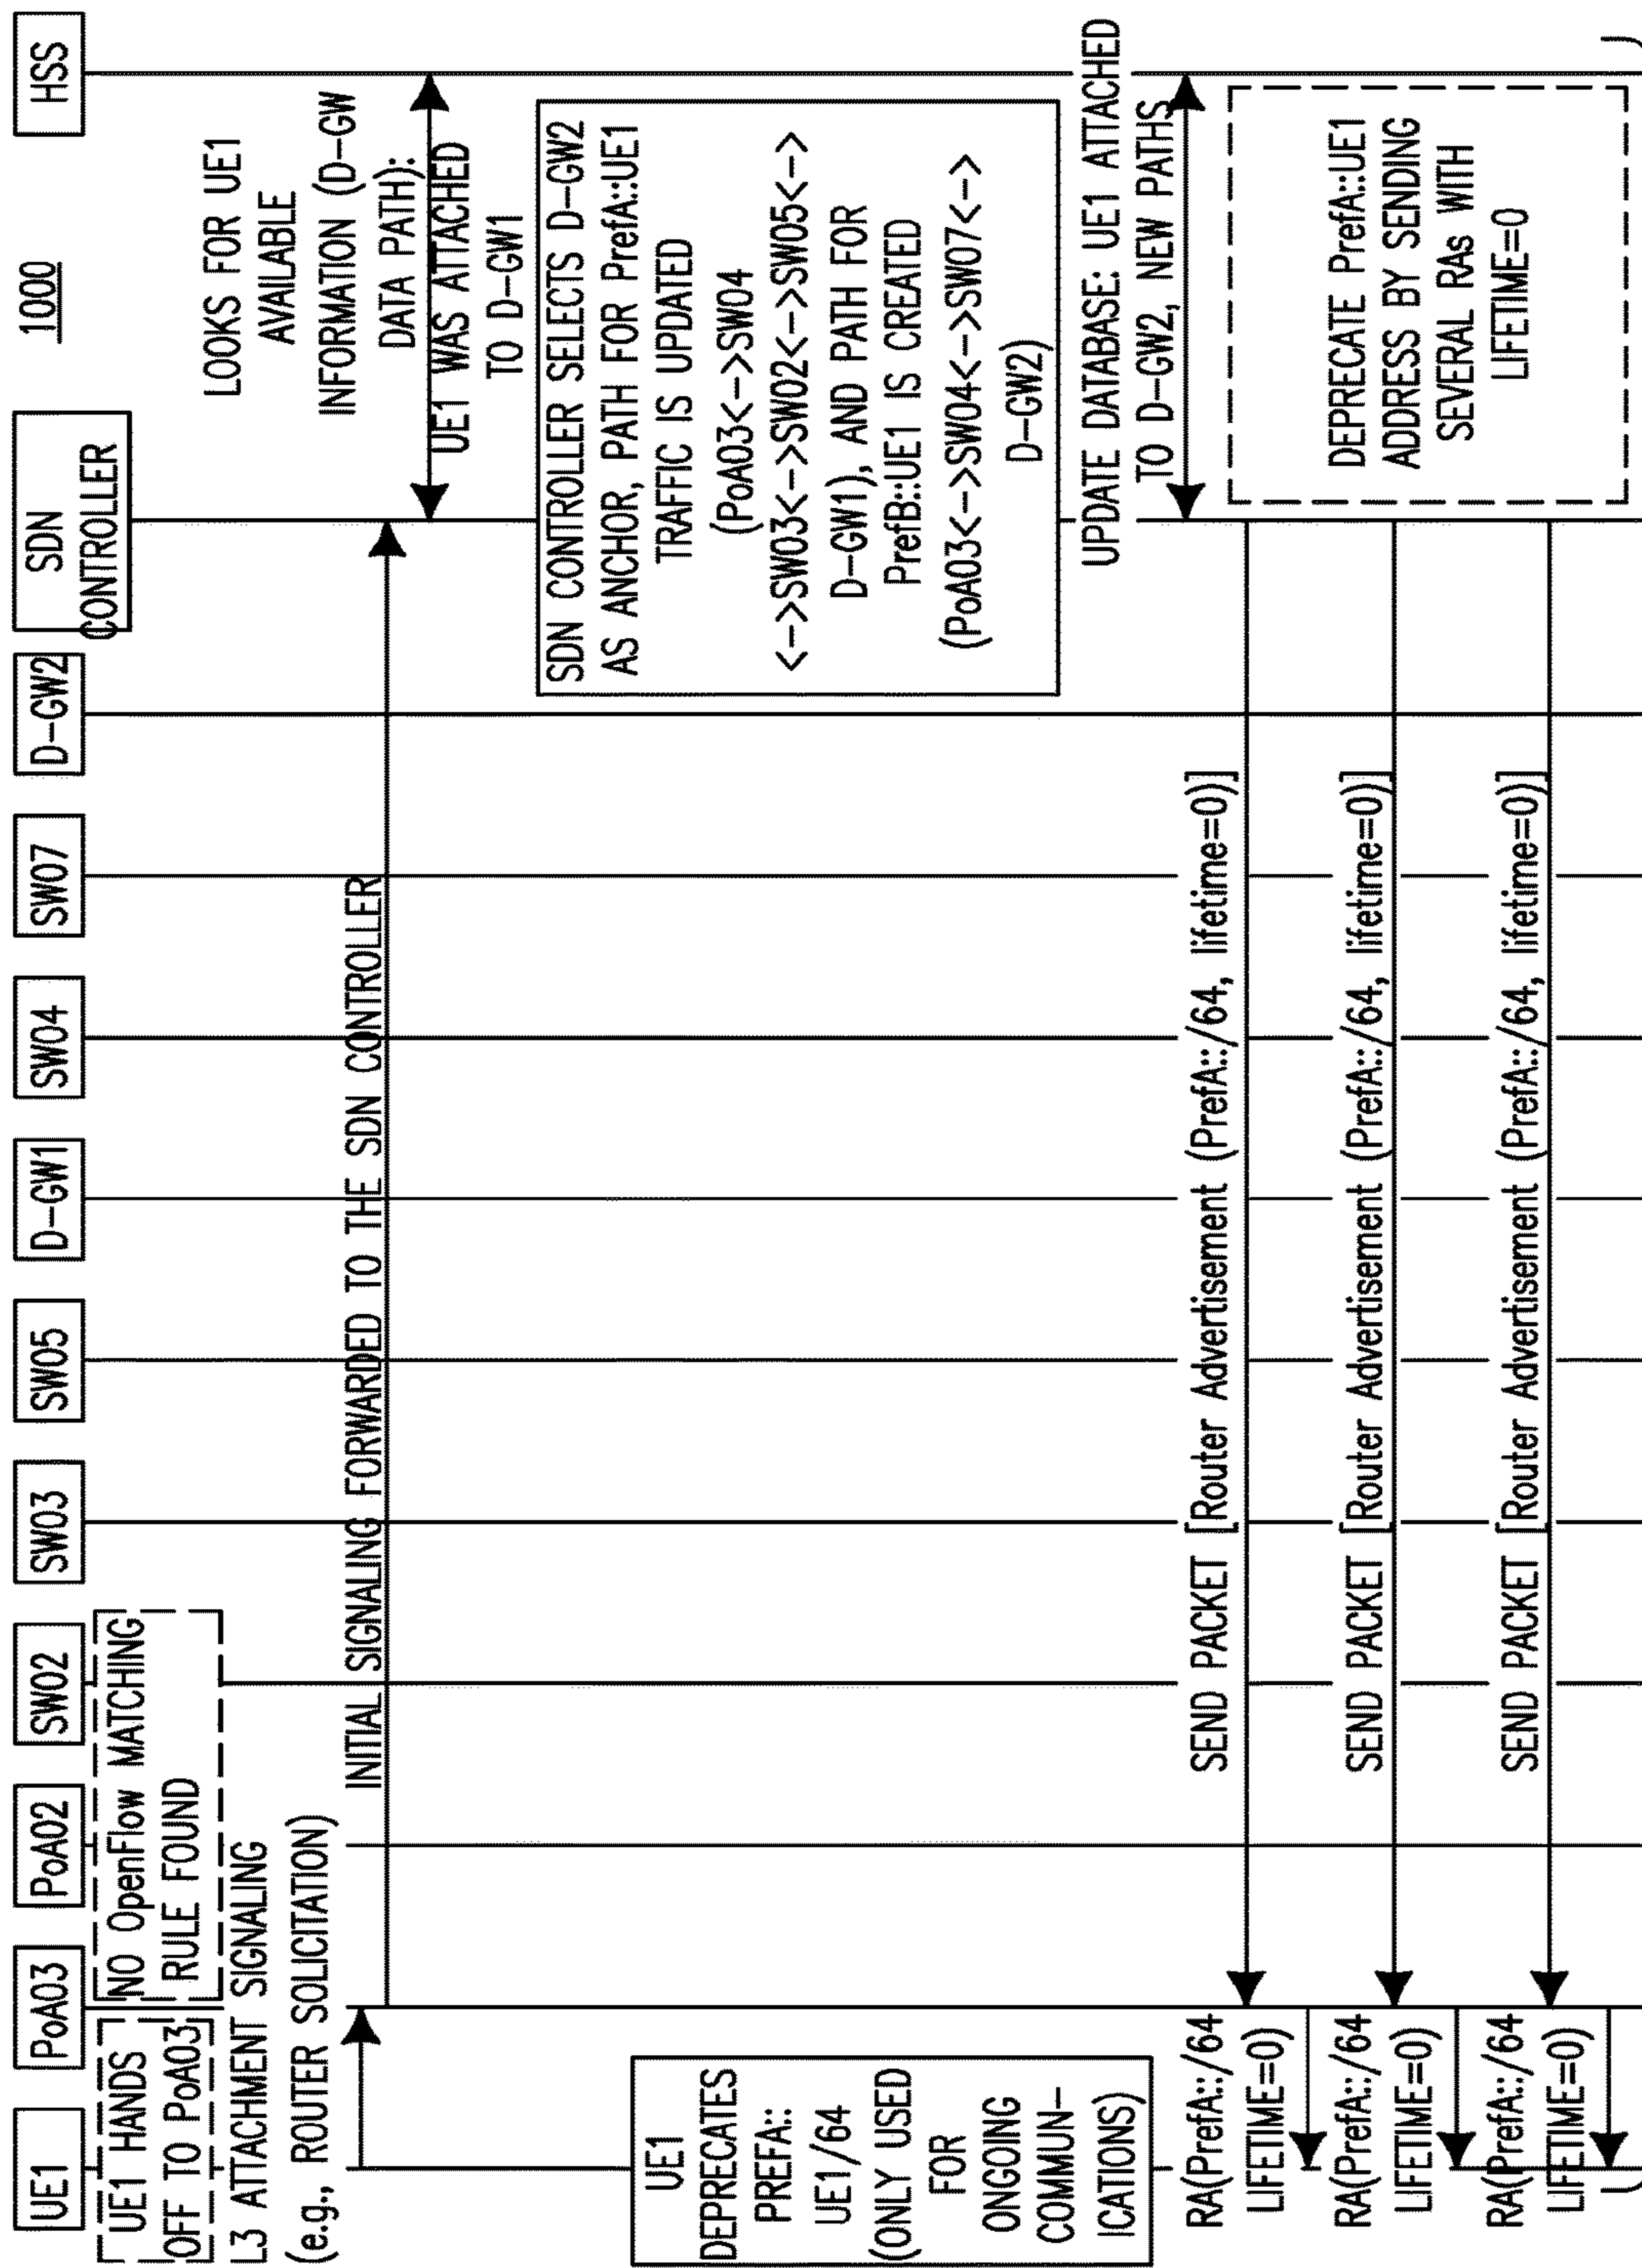 1000
UE1
PoA03
PoA02
SW02
SW03
SW05
D-GW1
SW04
SW07
D-GW2
SDN
CONTROLLER
HSS
UE1 HANDS
OFF TO PoA03
NO OpenFlow MATCHING
RULE FOUND
L3 ATTACHMENT SIGNALING
(e.g., ROUTER SOLICITATION)
INITIAL SIGNALING FORWARDED TO THE SDN CONTROLLER
LOOKS FOR UE1
AVAILABLE
INFORMATION (D-GW
DATA PATH):
UE1 WAS ATTACHED
TO D-GW1
SDN CONTROLLER SELECTS D-GW2
AS ANCHOR, PATH FOR PrefA::UE1
TRAFFIC IS UPDATED
(PoA03<->SW04
<->SW03<->SW02<->SW05<->
D-GW1), AND PATH FOR
PrefB::UE1 IS CREATED
(PoA03<->SW04<->SW07<->
D-GW2)
UPDATE DATABASE: UE1 ATTACHED
TO D-GW2, NEW PATHS
UE1
DEPRECATES
PREFA::
UE1/64
(ONLY USED
FOR
ONGOING
COMMUN-
ICATIONS)
DEPRECATE PrefA::UE1
ADDRESS BY SENDING
SEVERAL RAs WITH
LIFETIME=0
SEND PACKET [Router Advertisement (PrefA::/64, lifetime=0)]
RA(PrefA::/64
LIFETIME=0)
SEND PACKET [Router Advertisement (PrefA::/64, lifetime=0)]
RA(PrefA::/64
LIFETIME=0)
SEND PACKET [Router Advertisement (PrefA::/64, lifetime=0)]
RA(PrefA::/64
LIFETIME=0)